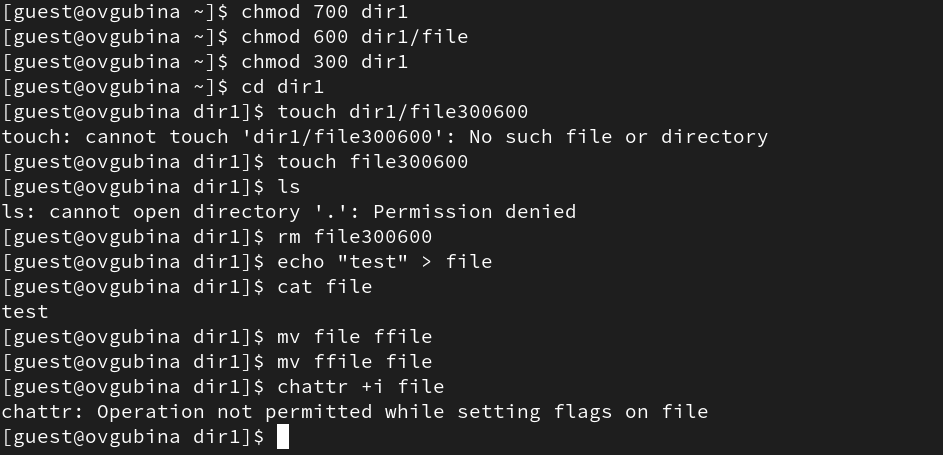 [guest@ovgubina ~]$ chmod 700 dir1
[guest@ovgubina ~]$ chmod 600 dir1/file
[guest@ovgubina ~]$ chmod 300 dir1
[guest@ovgubina ~]$ cd dir1
[guest@ovgubina dir1]$ touch dir1/file300600
touch: cannot touch 'dir1/file300600': No such file or directory
[guest@ovgubina dir1]$ touch file300600
[guest@ovgubina dir1]$ ls
ls: cannot open directory '.': Permission denied
[guest@ovgubina dir1]$ rm file300600
[guest@ovgubina dir1]$ echo "test" > file
[guest@ovgubina dir1]$ cat file
test
[guest@ovgubina dir1]$ mv file ffile
[guest@ovgubina dir1]$ mv ffile file
[guest@ovgubina dir1]$ chattr +i file
chattr: Operation not permitted while setting flags on file
[guest@ovgubina dir1]$